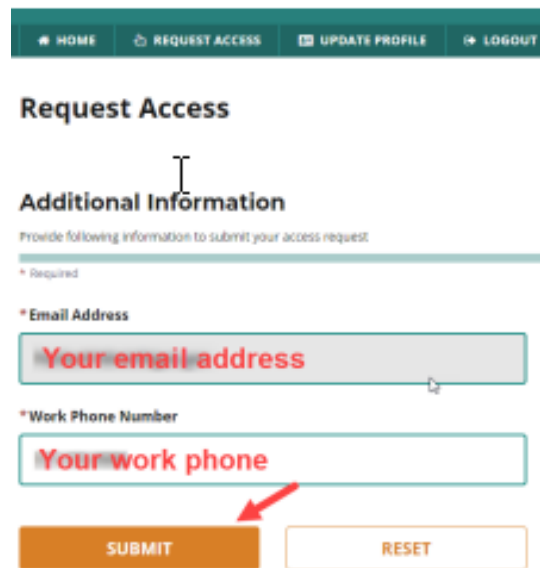 HOME REQUEST ACCESS UPDATE PROFILE LOGOUT
Request Access
Additional Information
Provide following information to submit your access request
* Required
*Email Address
Your email address
*Work Phone Number
Your work phone
SUBMIT RESET